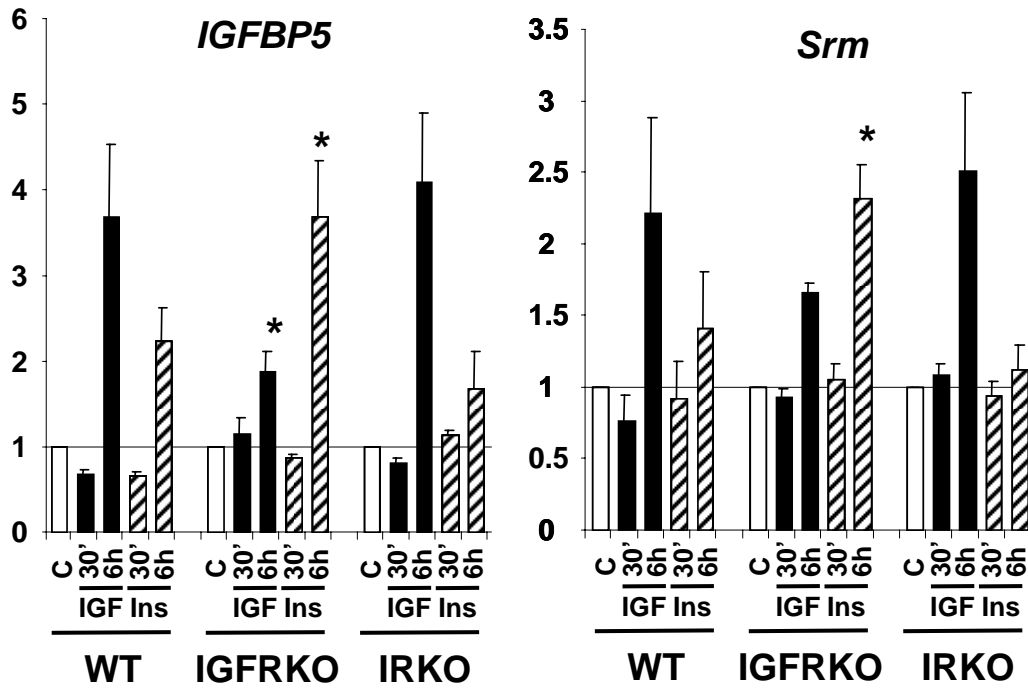 IGFBP5
6
5
4
3
2
1
0
*
*
C 30' 6h 30' 6h C 30' 6h 30' 6h C 30' 6h 30' 6h
IGF Ins IGF Ins IGF Ins
WT IGFRKO IRKO
Srm
3.5
3
2.5
2
1.5
1
0.5
0
*
C 30' 6h 30' 6h C 30' 6h 30' 6h C 30' 6h 30' 6h
IGF Ins IGF Ins IGF Ins
WT IGFRKO IRKO